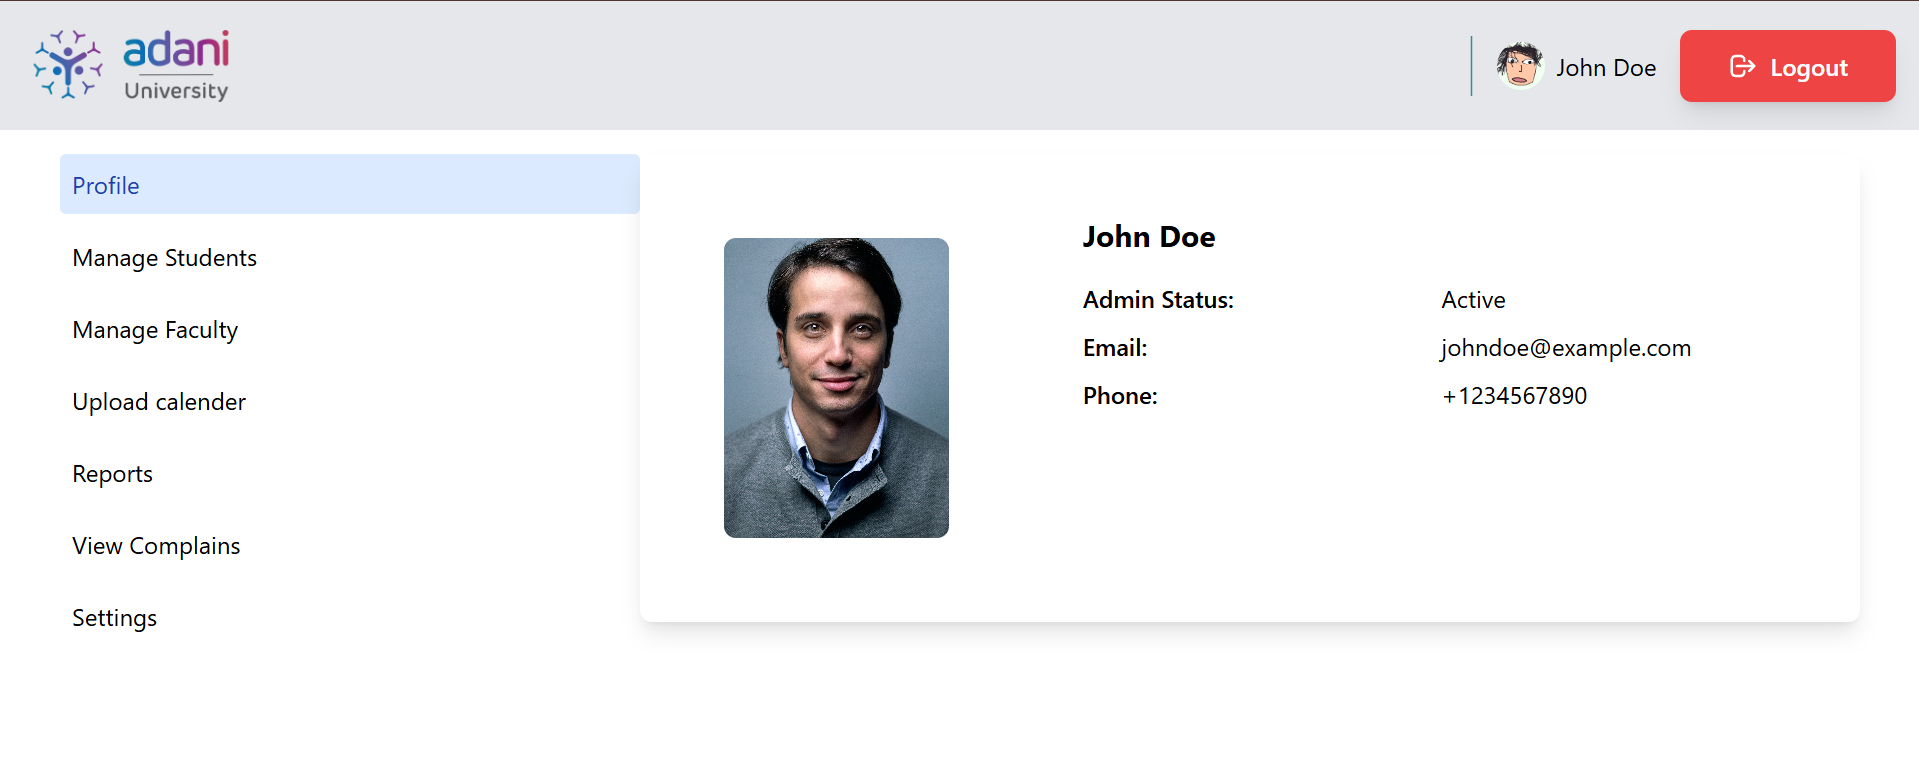 adani
University
John Doe
Logout
Profile
Manage Students
Manage Faculty
Upload calender
Reports
View Complains
Settings
John Doe
Admin Status: Active
Email: johndoe@example.com
Phone: +1234567890